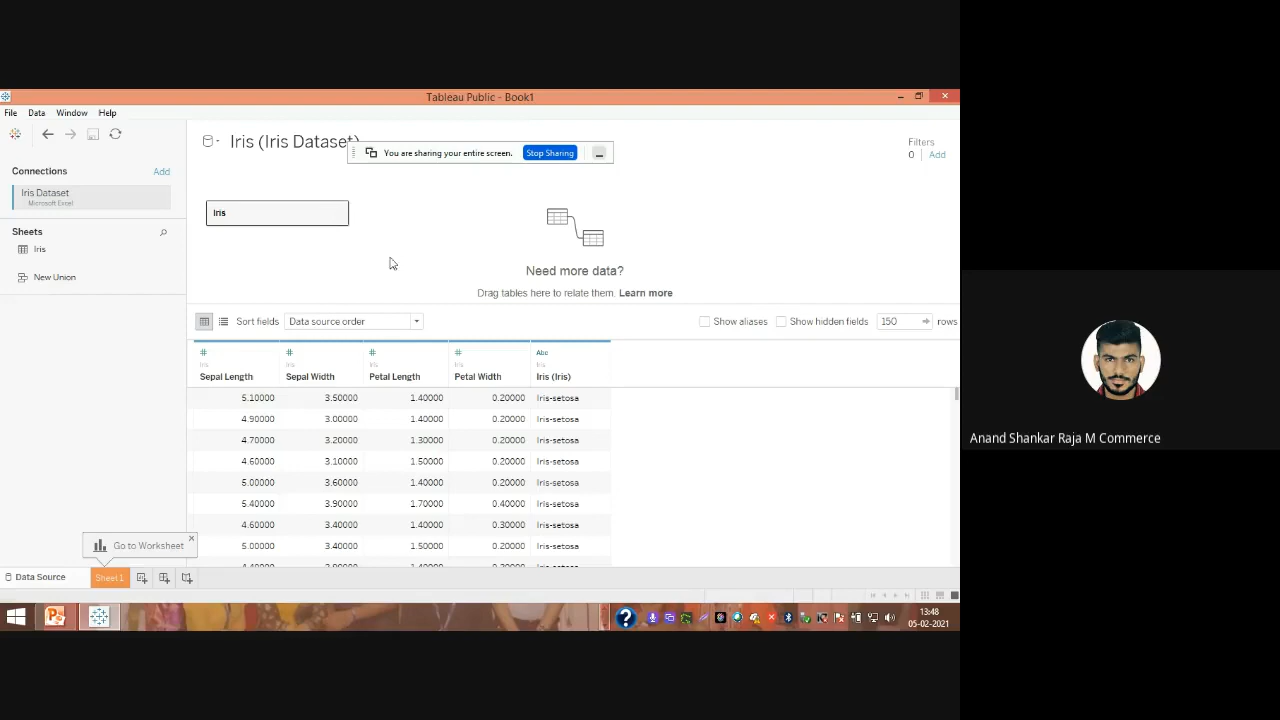 Tableau Public - Book1
File Data Window Help
Iris (Iris Dataset)
You are sharing your entire screen. Stop Sharing
Filters
0 Add
Connections Add
Iris Dataset
Microsoft Excel
Iris
Sheets
Iris
New Union
Need more data?
Drag tables here to relate them. Learn more
Sort fields Data source order Show aliases Show hidden fields 150 rows
# # # # Abc
Iris Iris Iris Iris Iris
Sepal Length Sepal Width Petal Length Petal Width Iris (Iris)
5.10000 3.50000 1.40000 0.20000 Iris-setosa
4.90000 3.00000 1.40000 0.20000 Iris-setosa
4.70000 3.20000 1.30000 0.20000 Iris-setosa
4.60000 3.10000 1.50000 0.20000 Iris-setosa
5.00000 3.60000 1.40000 0.20000 Iris-setosa
5.40000 3.90000 1.70000 0.40000 Iris-setosa
4.60000 3.40000 1.40000 0.30000 Iris-setosa
5.00000 3.40000 1.50000 0.20000 Iris-setosa
Go to Worksheet
Data Source Sheet 1
13:48
05-02-2021
Anand Shankar Raja M Commerce